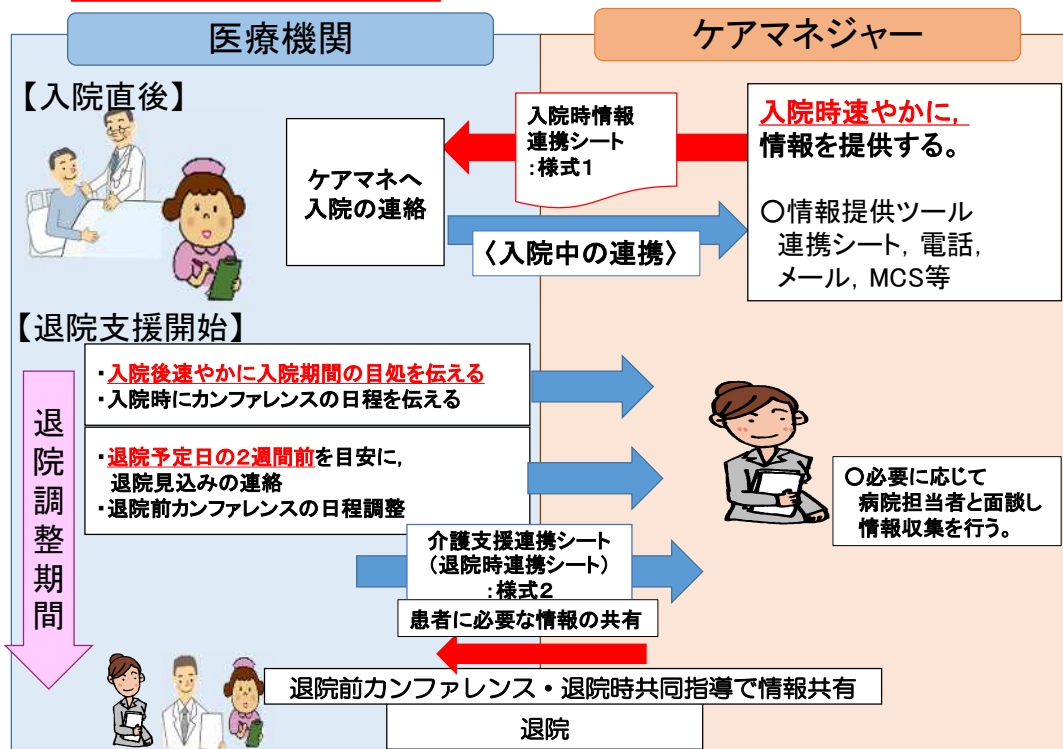 医療機関
ケアマネジャー
【入院直後】
ケアマネへ
入院の連絡
入院時情報
連携シート
:様式1
入院時速やかに,
情報を提供する。
○情報提供ツール
連携シート, 電話,
メール, MCS等
〈入院中の連携〉
【退院支援開始】
退院調整期間
・入院後速やかに入院期間の目処を伝える
・入院時にカンファレンスの日程を伝える
・退院予定日の2週間前を目安に,
退院見込みの連絡
・退院前カンファレンスの日程調整
○必要に応じて
病院担当者と面談し
情報収集を行う。
介護支援連携シート
(退院時連携シート)
:様式2
患者に必要な情報の共有
退院前カンファレンス・退院時共同指導で情報共有
退院